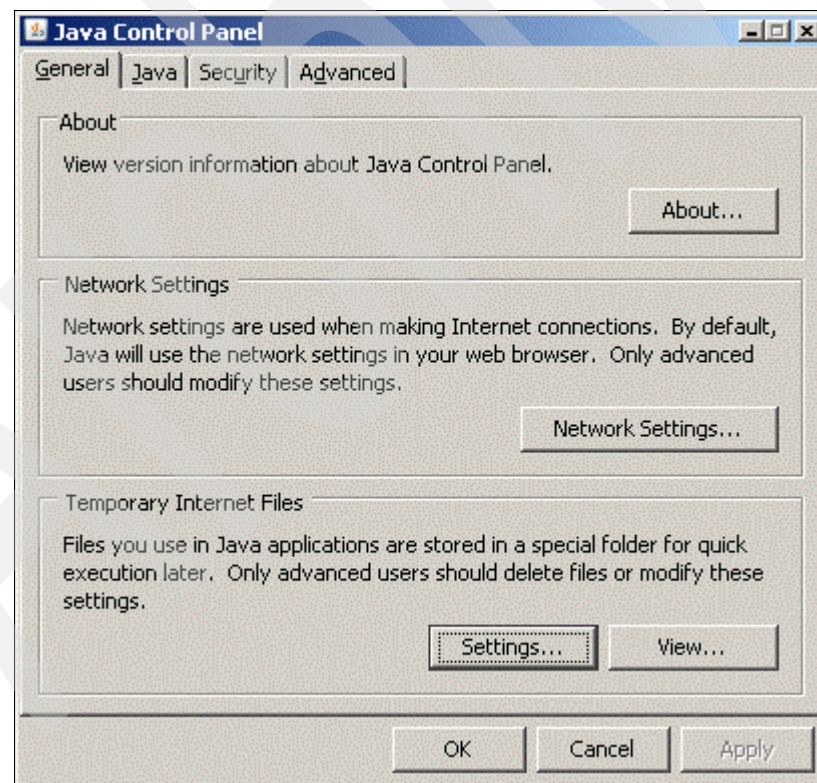 Java Control Panel
General Java Security Advanced
About
View version information about Java Control Panel.
About...
Network Settings
Network settings are used when making Internet connections. By default,
Java will use the network settings in your web browser. Only advanced
users should modify these settings.
Network Settings...
Temporary Internet Files
Files you use in Java applications are stored in a special folder for quick
execution later. Only advanced users should delete files or modify these
settings.
Settings... View...
OK Cancel Apply